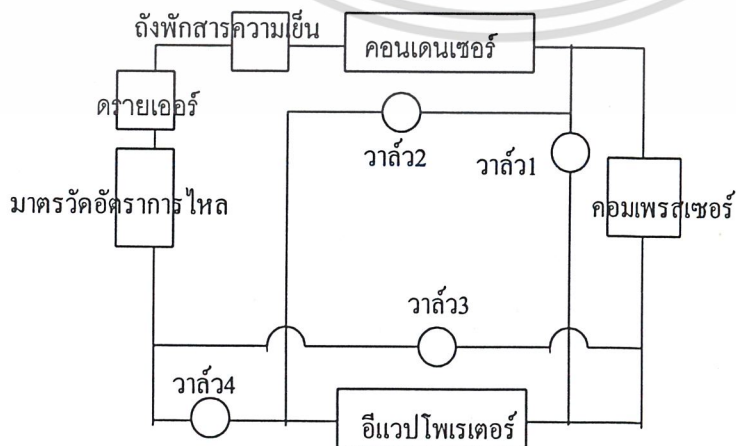 ถังพักสารความเย็น
คอนเดนเซอร์
ดรายเออร์
วาล์ว2
วาล์ว1
มาตรวัดอัตราการไหล
คอมเพรสเซอร์
วาล์ว3
วาล์ว4
อีแวปโพเรเตอร์